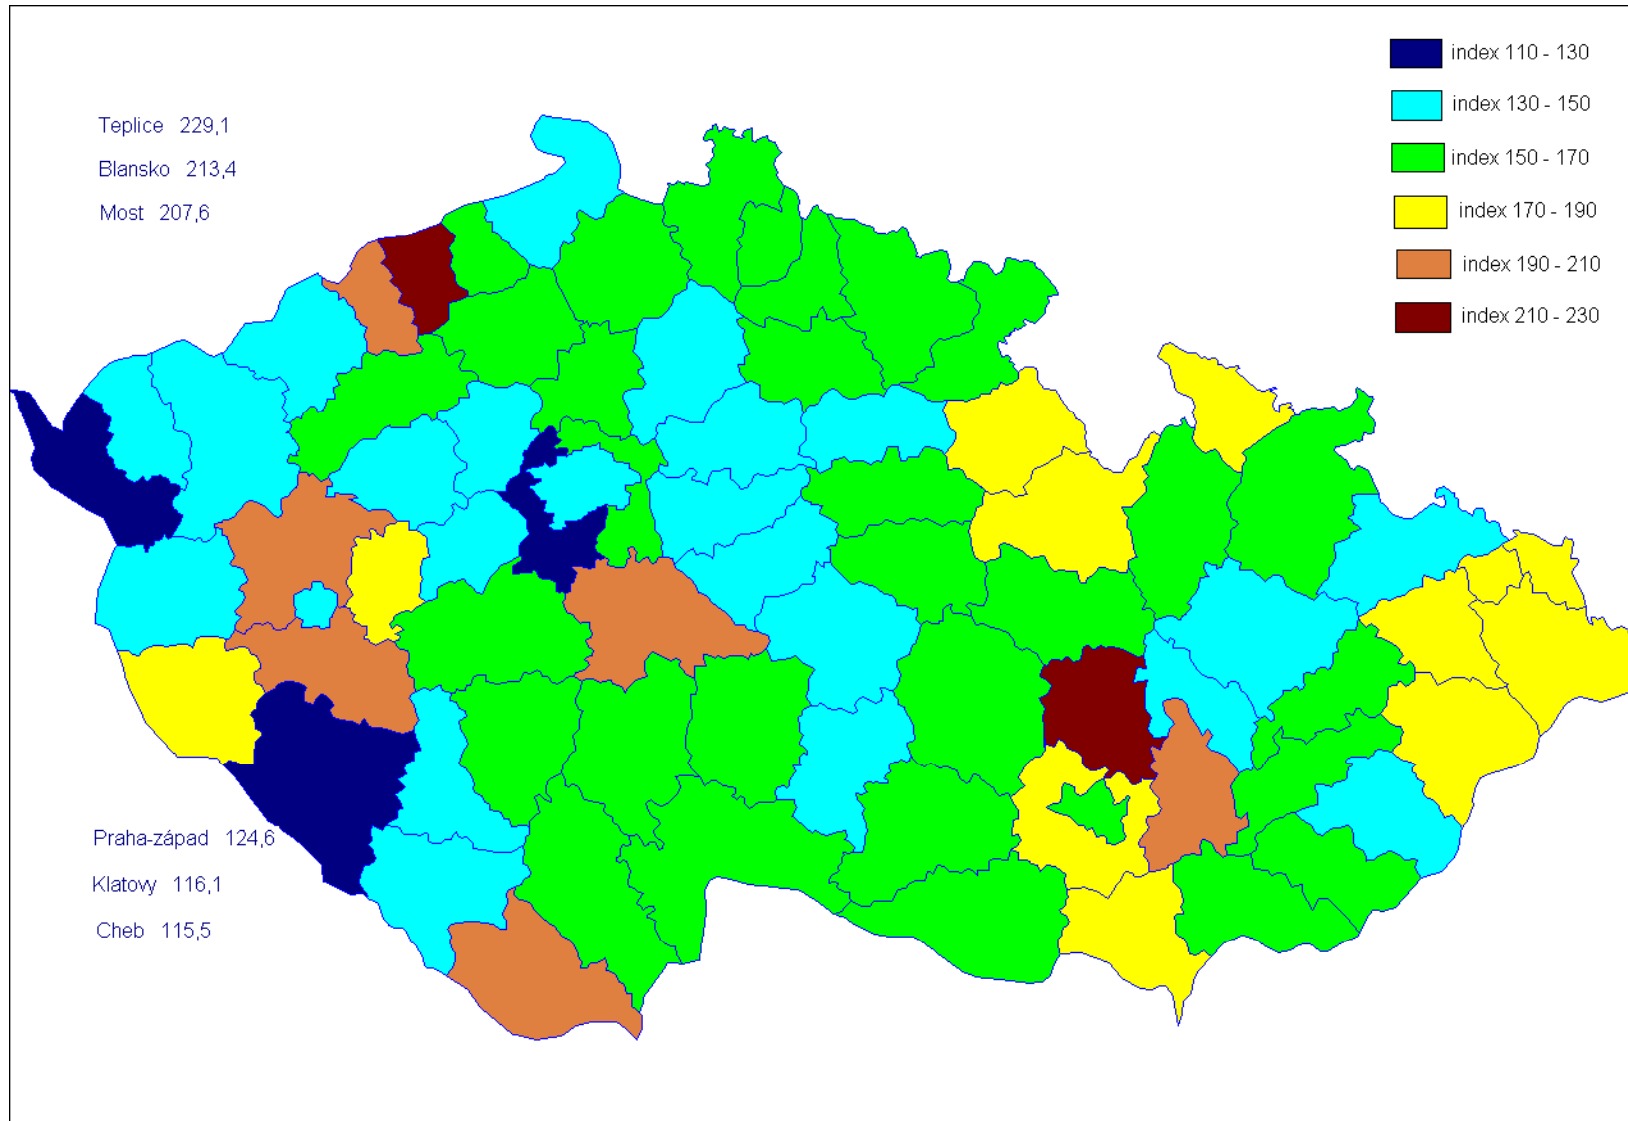 Teplice 229,1
Blansko 213,4
Most 207,6
index 110 - 130
index 130 - 150
index 150 - 170
index 170 - 190
index 190 - 210
index 210 - 230
Praha-západ 124,6
Klatovy 116,1
Cheb 115,5